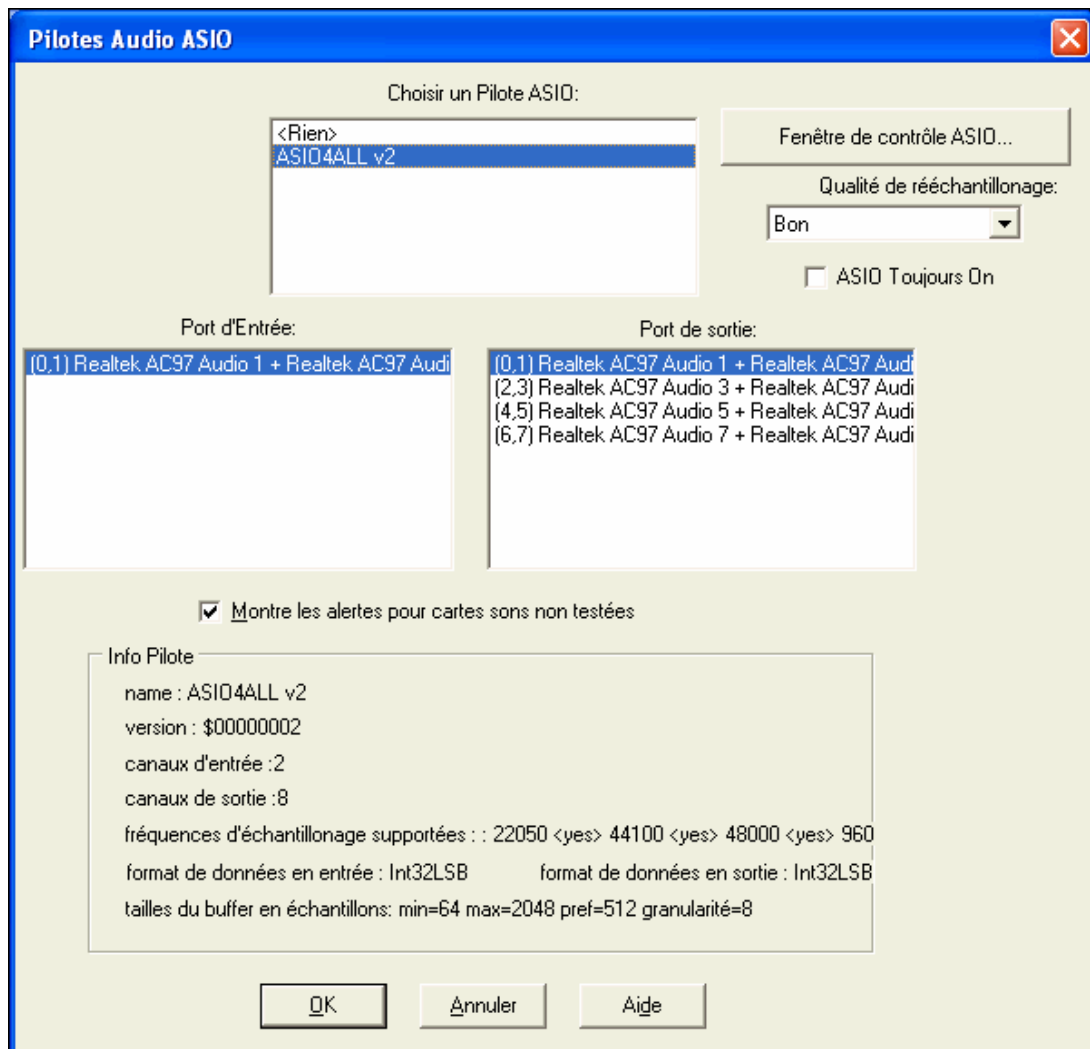 Pilotes Audio ASIO
Choisir un Pilote ASIO:
<Rien>
ASIO4ALL v2
Fenêtre de contrôle ASIO...
Qualité de rééchantillonage:
Bon
ASIO Toujours On
Port d'Entrée:
(0,1) Realtek AC97 Audio 1 + Realtek AC97 Audi
Port de sortie:
(0,1) Realtek AC97 Audio 1 + Realtek AC97 Audi
(2,3) Realtek AC97 Audio 3 + Realtek AC97 Audi
(4,5) Realtek AC97 Audio 5 + Realtek AC97 Audi
(6,7) Realtek AC97 Audio 7 + Realtek AC97 Audi
Montre les alertes pour cartes sons non testées
Info Pilote
name : ASIO4ALL v2
version : $00000002
canaux d'entrée :2
canaux de sortie :8
fréquences d'échantillonage supportées : : 22050 <yes> 44100 <yes> 48000 <yes> 960
format de données en entrée : Int32LSB
format de données en sortie : Int32LSB
tailles du buffer en échantillons: min=64 max=2048 pref=512 granularité=8
OK
Annuler
Aide